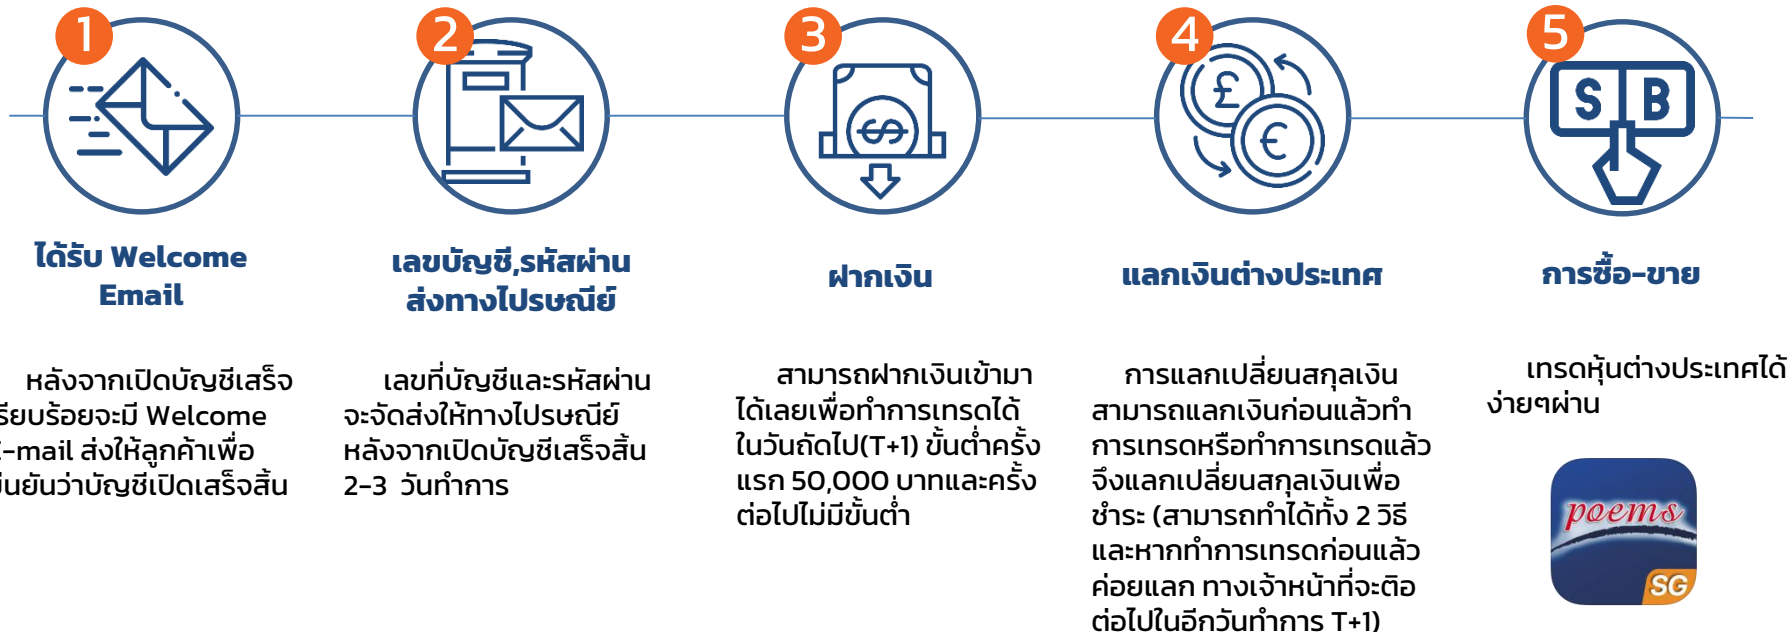 1
ได้รับ Welcome
Email
หลังจากเปิดบัญชีเสร็จ
รียบร้อยจะมี Welcome
-mail ส่งให้ลูกค้าเพื่อ
ยืนยันว่าบัญชีเปิดเสร็จสิ้น
2
เลขบัญชี,รหัสผ่าน
ส่งทางไปรษณีย์
เลขที่บัญชีและรหัสผ่าน
จะจัดส่งให้ทางไปรษณีย์
หลังจากเปิดบัญชีเสร็จสิ้น
2-3 วันทำการ
3
ฝากเงิน
สามารถฝากเงินเข้ามา
ได้เลยเพื่อทำการเทรดได้
ในวันถัดไป(T+1) ขั้นต่ำครั้ง
แรก 50,000 บาทและครั้ง
ต่อไปไม่มีขั้นต่ำ
4
£
€
แลกเงินต่างประเทศ
การแลกเปลี่ยนสกุลเงิน
สามารถแลกเงินก่อนแล้วทำ
การเทรดหรือทำการเทรดแล้ว
จึงแลกเปลี่ยนสกุลเงินเพื่อ
ชำระ (สามารถทำได้ทั้ง 2 วิธี
และหากทำการเทรดก่อนแล้ว
ค่อยแลก ทางเจ้าหน้าที่จะติอ
ต่อไปในอีกวันทำการ T+1)
5
S B
การซื้อ-ขาย
เทรดหุ้นต่างประเทศได้
ง่ายๆผ่าน
poems
SG